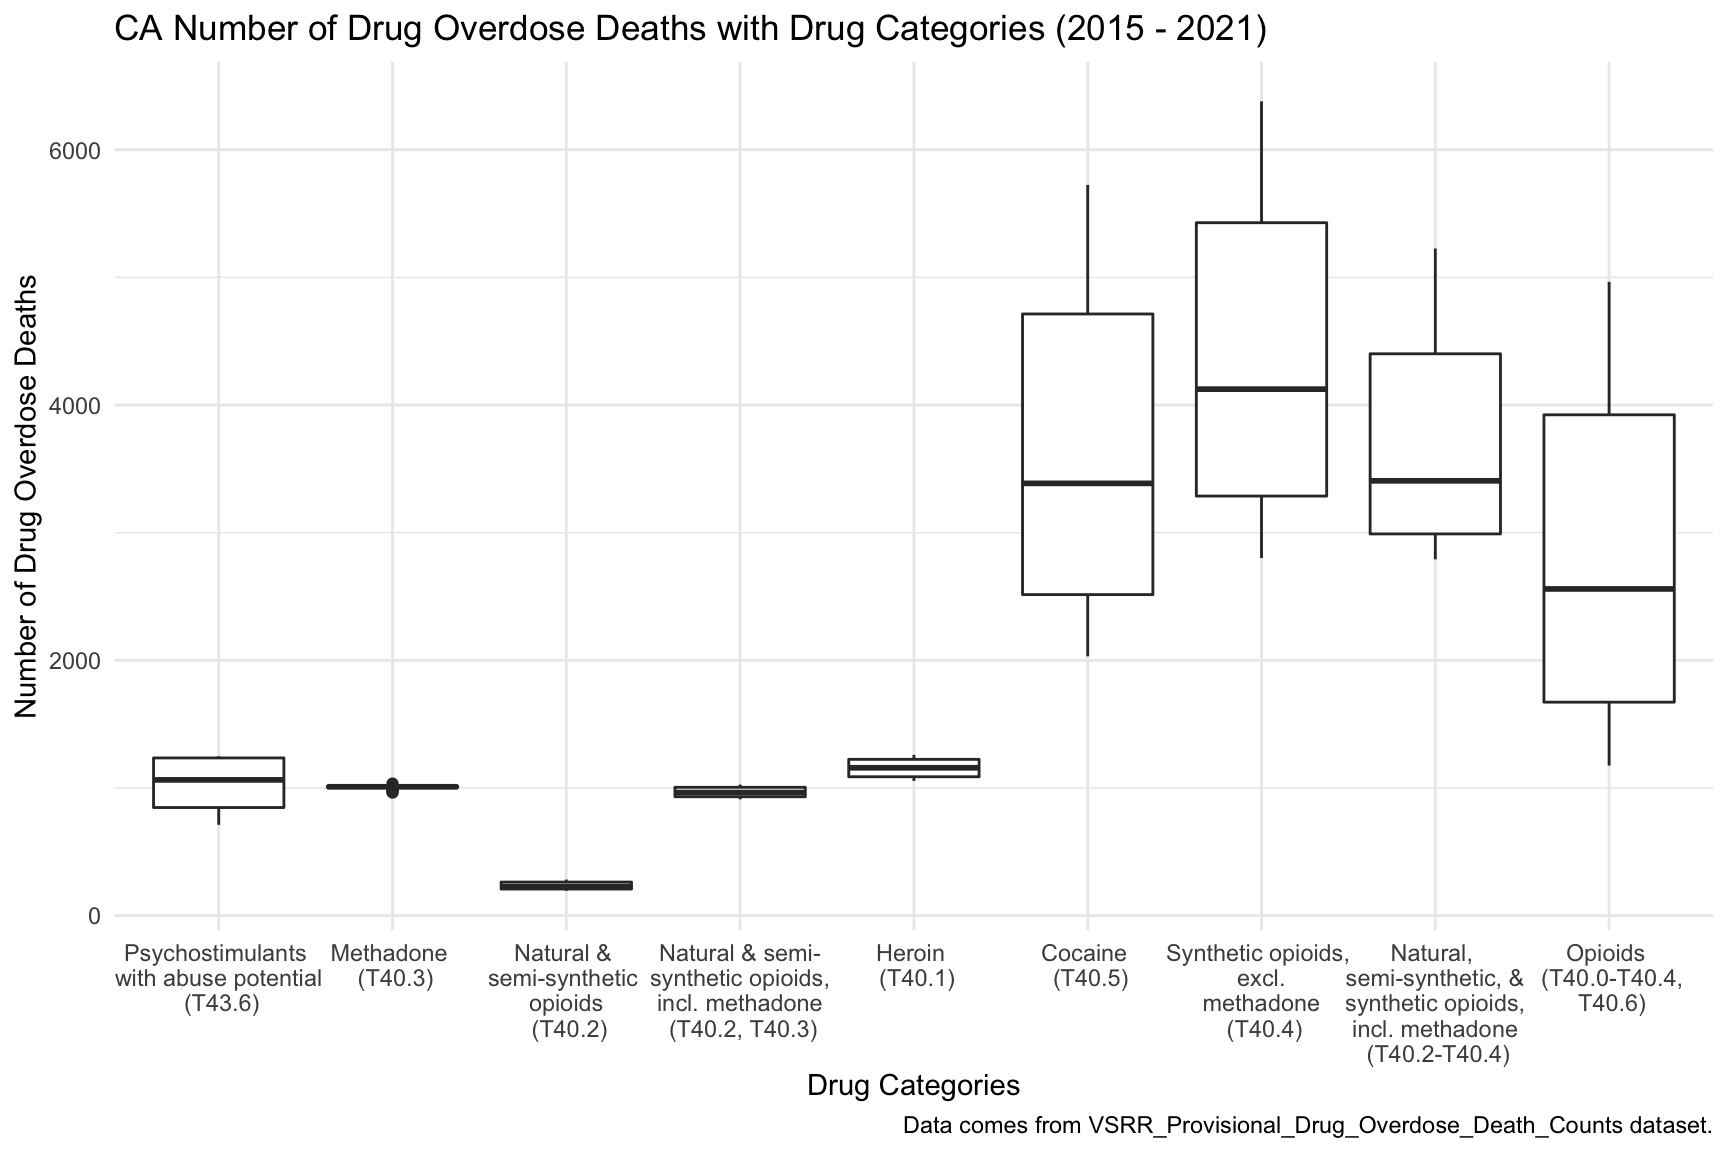 CA Number of Drug Overdose Deaths with Drug Categories (2015 - 2021)
Number of Drug Overdose Deaths
6000
4000
2000
0
Psychostimulants
with abuse potential
(T43.6)
Methadone
(T40.3)
Natural &
semi-synthetic
opioids
(T40.2)
Natural & semi-
synthetic opioids,
incl. methadone
(T40.2, T40.3)
Heroin
(T40.1)
Cocaine
(T40.5)
Synthetic opioids,
excl.
methadone
(T40.4)
Natural,
semi-synthetic, &
synthetic opioids,
incl. methadone
(T40.2-T40.4)
Opioids
(T40.0-T40.4,
T40.6)
Drug Categories
Data comes from VSRR_Provisional_Drug_Overdose_Death_Counts dataset.